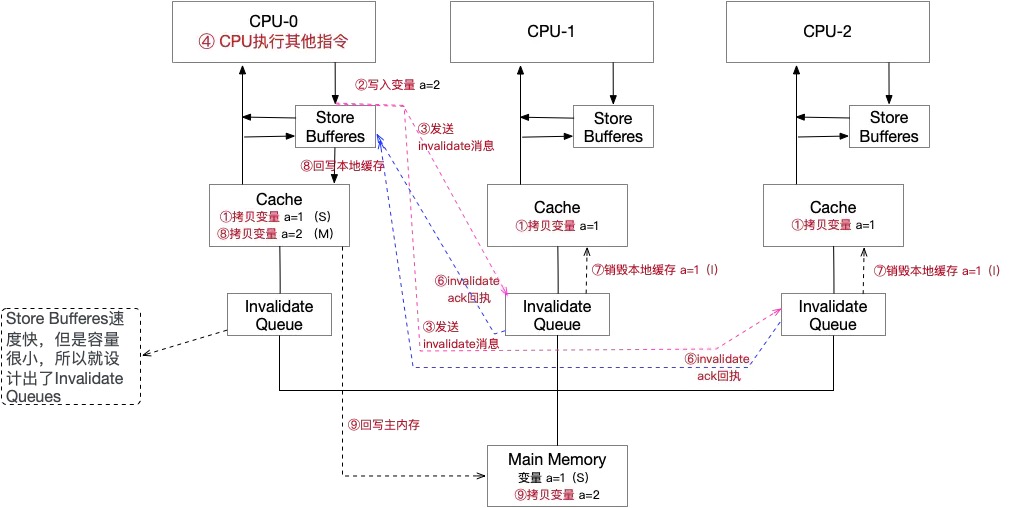 CPU-0
④ CPU执行其他指令
CPU-1
CPU-2
②写入变量 a=2
Store
Bufferes
③发送
invalidate消息
Store
Bufferes
Store
Bufferes
⑧回写本地缓存
Cache
①拷贝变量 a=1 （S）
⑧拷贝变量 a=2 （M）
Cache
①拷贝变量 a=1
Cache
①拷贝变量 a=1
⑥invalidate
ack回执
⑦销毁本地缓存 a=1（I）
⑦销毁本地缓存 a=1（I）
Invalidate
Queue
Invalidate
Queue
Invalidate
Queue
Store Bufferes速
度快，但是容量
很小，所以就设
计出了Invalidate
Queues
③发送
invalidate消息
⑥invalidate
ack回执
⑨回写主内存
Main Memory
变量 a=1（S）
⑨拷贝变量 a=2